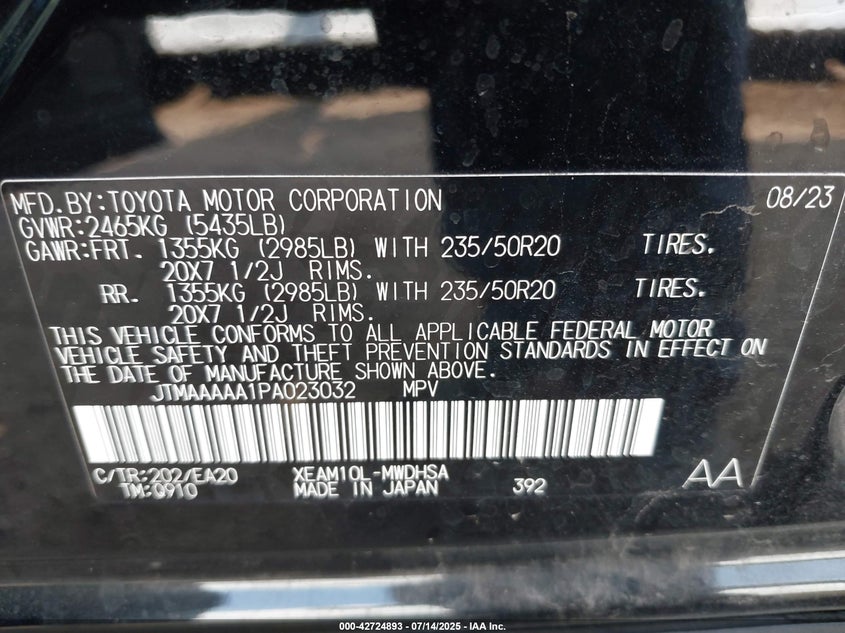 MFD.BY:TOYOTA MOTOR CORPORATION 08/23
GVWR:2465KG (5435LB)
GAWR:FRT. 1355KG (2985LB) WITH 235/50R20 TIRES.
20X7 1/2J RIMS.
RR. 1355KG (2985LB) WITH 235/50R20 TIRES.
20X7 1/2J RIMS.
THIS VEHICLE CONFORMS TO ALL APPLICABLE FEDERAL MOTOR
VEHICLE SAFETY AND THEFT PREVENTION STANDARDS IN EFFECT ON
THE DATE OF MANUFACTURE SHOWN ABOVE.
JTMAAAAA1PA023032 MPV
C/TR:202/EA20 XEAM10L-MWDHSA AA
TM:Q910 MADE IN JAPAN 392
000-42724893 - 07/14/2025 - IAA Inc.